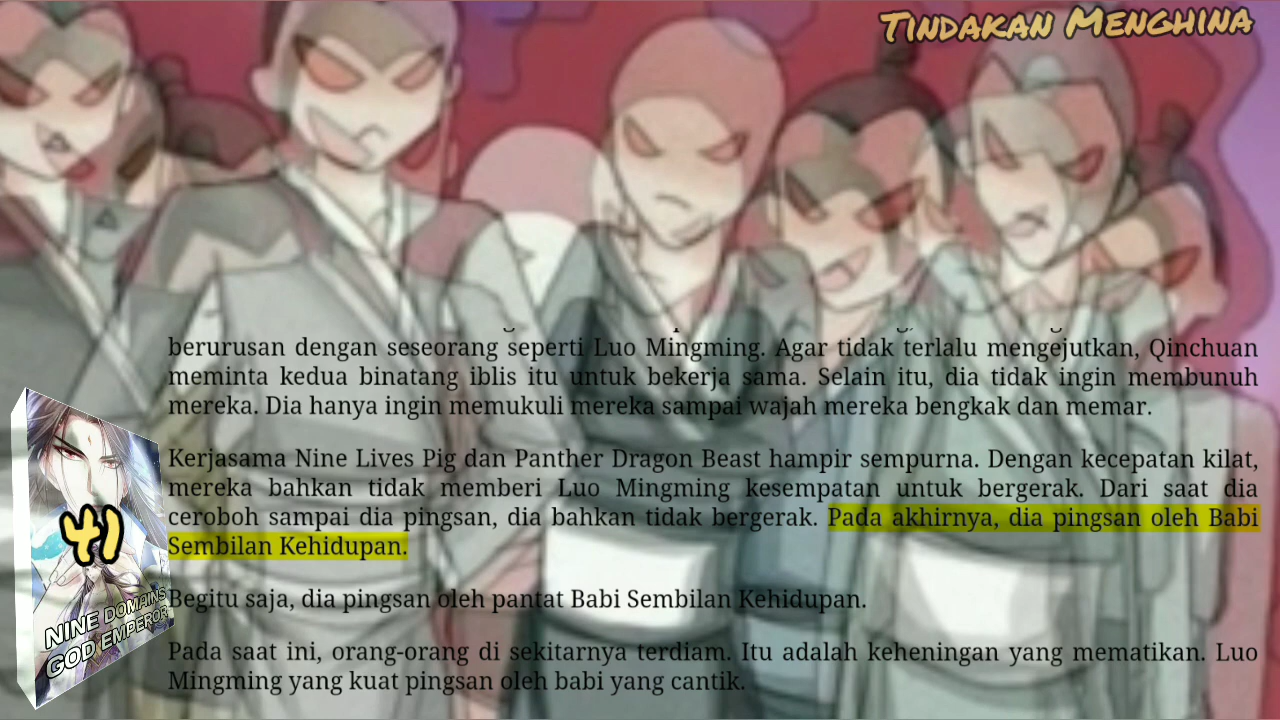 Tindakan Menghina
berurusan dengan seseorang seperti Luo Mingming. Agar tidak terlalu mengejutkan, Qinchuan
meminta kedua binatang iblis itu untuk bekerja sama. Selain itu, dia tidak ingin membunuh
mereka. Dia hanya ingin memukuli mereka sampai wajah mereka bengkak dan memar.
Kerjasama Nine Lives Pig dan Panther Dragon Beast hampir sempurna. Dengan kecepatan kilat,
mereka bahkan tidak memberi Luo Mingming kesempatan untuk bergerak. Dari saat dia
ceroboh sampai dia pingsan, dia bahkan tidak bergerak. Pada akhirnya, dia pingsan oleh Babi
Sembilan Kehidupan.
Begitu saja, dia pingsan oleh pantat Babi Sembilan Kehidupan.
Pada saat ini, orang-orang di sekitarnya terdiam. Itu adalah keheningan yang mematikan. Luo
Mingming yang kuat pingsan oleh babi yang cantik.
41
NINE DOMAINS
GOD EMPEROR